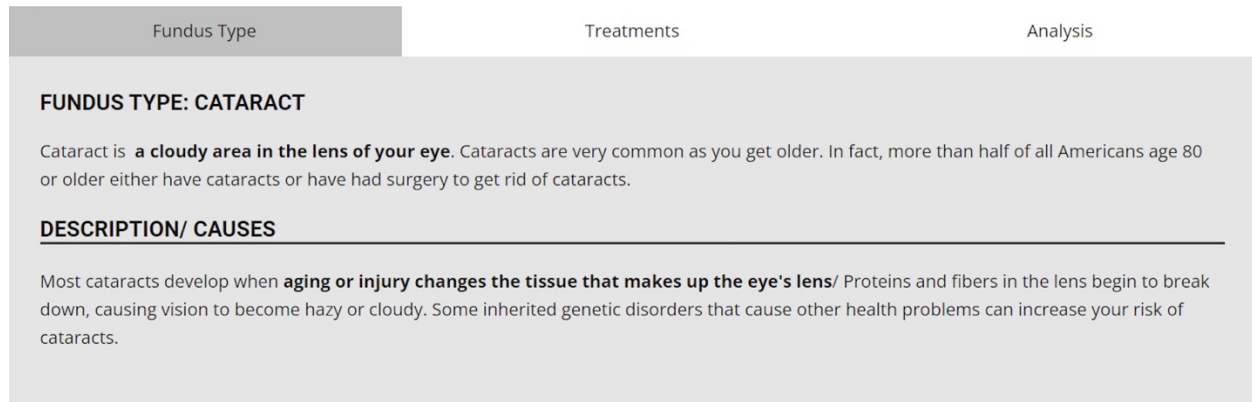 Fundus Type
Treatments
Analysis
FUNDUS TYPE: CATARACT
Cataract is a cloudy area in the lens of your eye. Cataracts are very common as you get older. In fact, more than half of all Americans age 80
or older either have cataracts or have had surgery to get rid of cataracts.
DESCRIPTION/ CAUSES
Most cataracts develop when aging or injury changes the tissue that makes up the eye's lens/ Proteins and fibers in the lens begin to break
down, causing vision to become hazy or cloudy. Some inherited genetic disorders that cause other health problems can increase your risk of
cataracts.